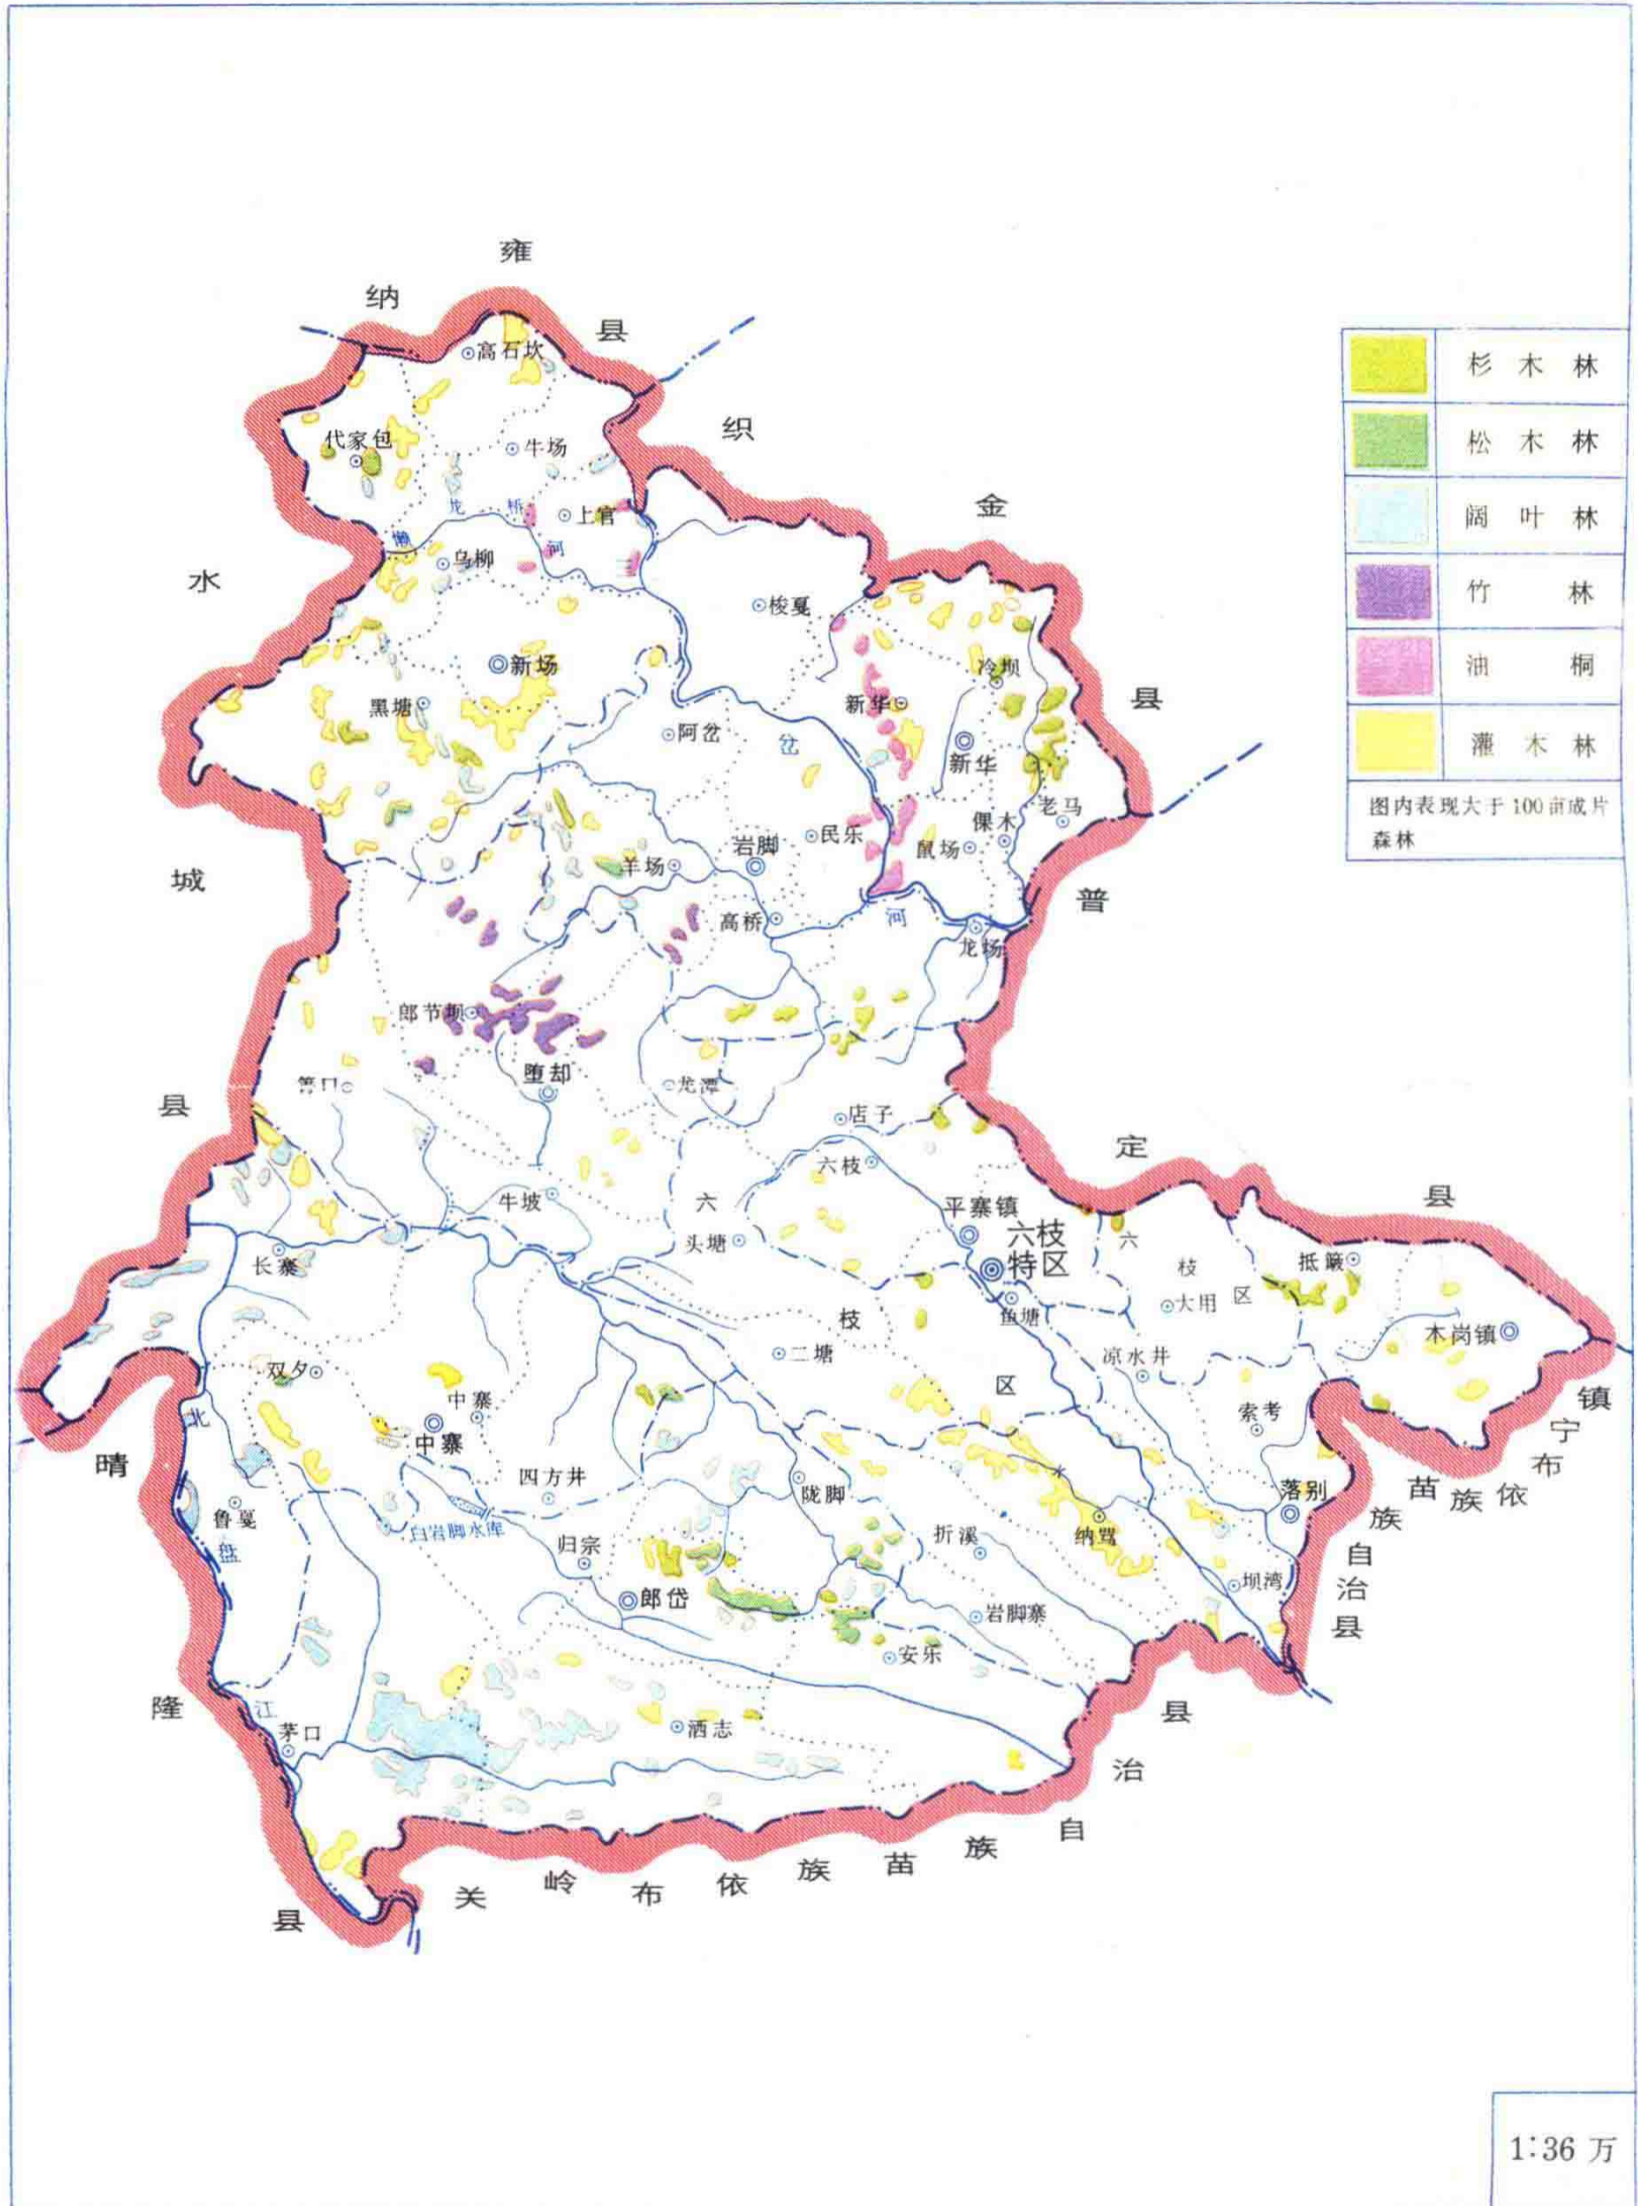 雍
纳
县
高石坎
织
代家包
牛场
龙
桥
上官
金
河
乌柳
水
梭戛
冷坝
新场
黑塘
新华
县
阿岔
岔
新华
老马
倮木
民乐
鼠场
岩脚
羊场
城
普
高桥
河
龙场
郎节坝
堕却
龙潭
县
店子
定
六枝
牛坡
六
平寨镇
县
头塘
六枝
特区
六
枝
抵簸
长寨
大用
区
鱼塘
枝
木岗镇
二塘
凉水井
双夕
区
镇
中寨
北
索考
宁
中寨
布
晴
四方井
陇脚
落别
苗
族
依
鲁戛
白岩脚水库
折溪
纳骂
族
盘
归宗
自
坝湾
治
郎岱
岩脚寨
县
安乐
隆
江
县
茅口
洒志
治
自
族
苗
族
依
布
岭
关
县
杉木林
松木林
阔叶林
竹林
油桐
灌木林
图内表现大于100亩成片
森林
1:36 万